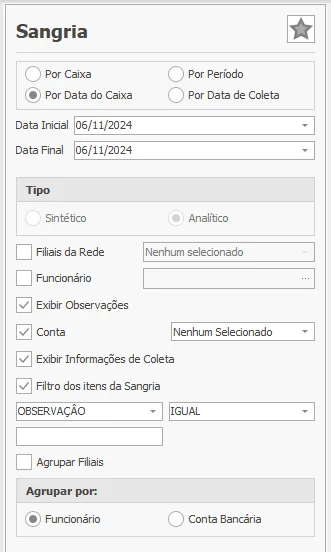 Sangria
Por Caixa Por Período
Por Data do Caixa Por Data de Coleta
Data Inicial 06/11/2024
Data Final 06/11/2024
Tipo
Sintético Analítico
Filiais da Rede Nenhum selecionado
Funcionário ...
Exibir Observações
Conta Nenhum Selecionado
Exibir Informações de Coleta
Filtro dos itens da Sangria
OBSERVAÇÂO IGUAL
Agrupar Filiais
Agrupar por:
Funcionário Conta Bancária